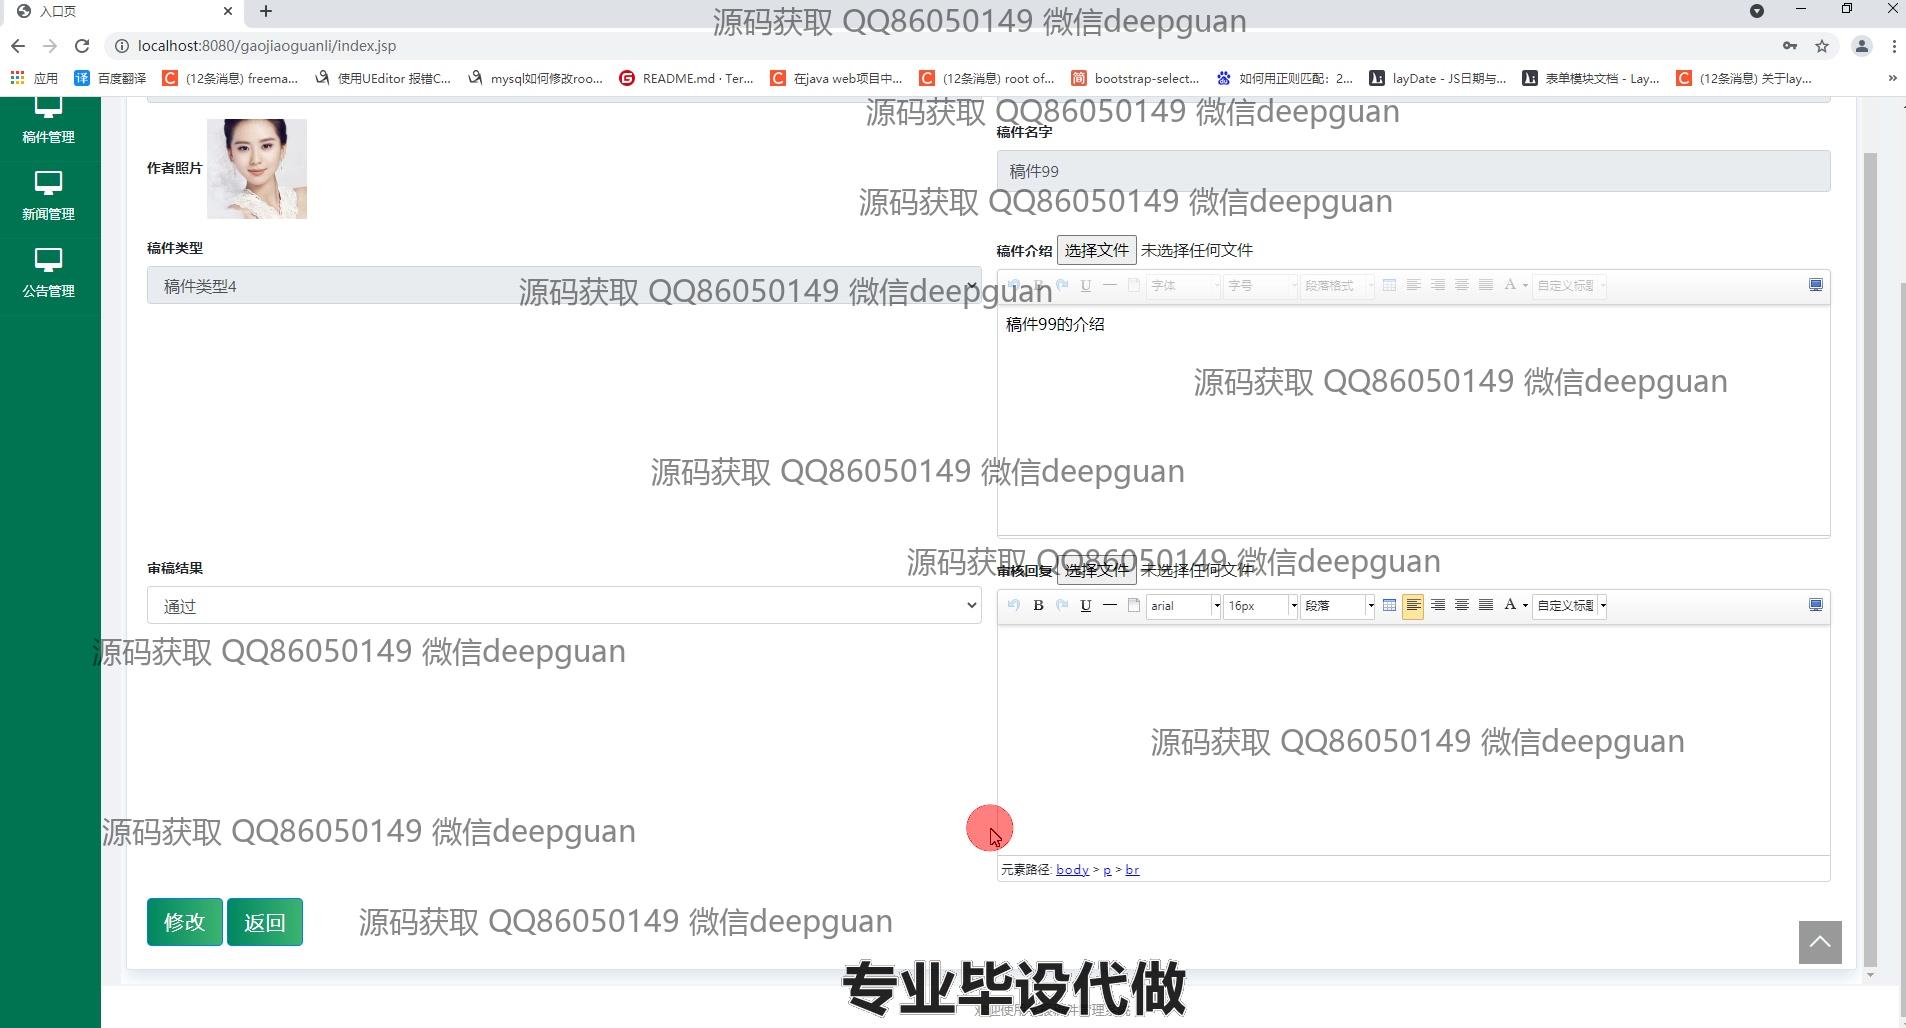 入口页
源码获取 QQ86050149 微信deepguan
localhost:8080/gaojiaoguanli/index.jsp
应用 百度翻译 (12条消息) freema... 使用UEditor 报错C... mysql如何修改roo... README.md · Ter... 在java web项目中... (12条消息) root of... bootstrap-select... 如何用正则匹配：2... layDate - JS日期与... 表单模块文档 - Lay... (12条消息) 关于lay...
源码获取 QQ86050149 微信deepguan
稿件管理
作者照片
稿件名字
稿件99
源码获取 QQ86050149 微信deepguan
新闻管理
稿件类型
稿件介绍 选择文件 未选择任何文件
稿件类型4
源码获取 QQ86050149 微信deepguan
B U 字体 字号 段落格式 A 自定义标题
公告管理
稿件99的介绍
源码获取 QQ86050149 微信deepguan
源码获取 QQ86050149 微信deepguan
源码获取 QQ86050149 微信deepguan
审稿结果
审核回复 选择文件 未选择任何文件
通过
B U arial 16px 段落 A 自定义标题
源码获取 QQ86050149 微信deepguan
源码获取 QQ86050149 微信deepguan
源码获取 QQ86050149 微信deepguan
元素路径: body > p > br
修改 返回
源码获取 QQ86050149 微信deepguan
专业毕设代做